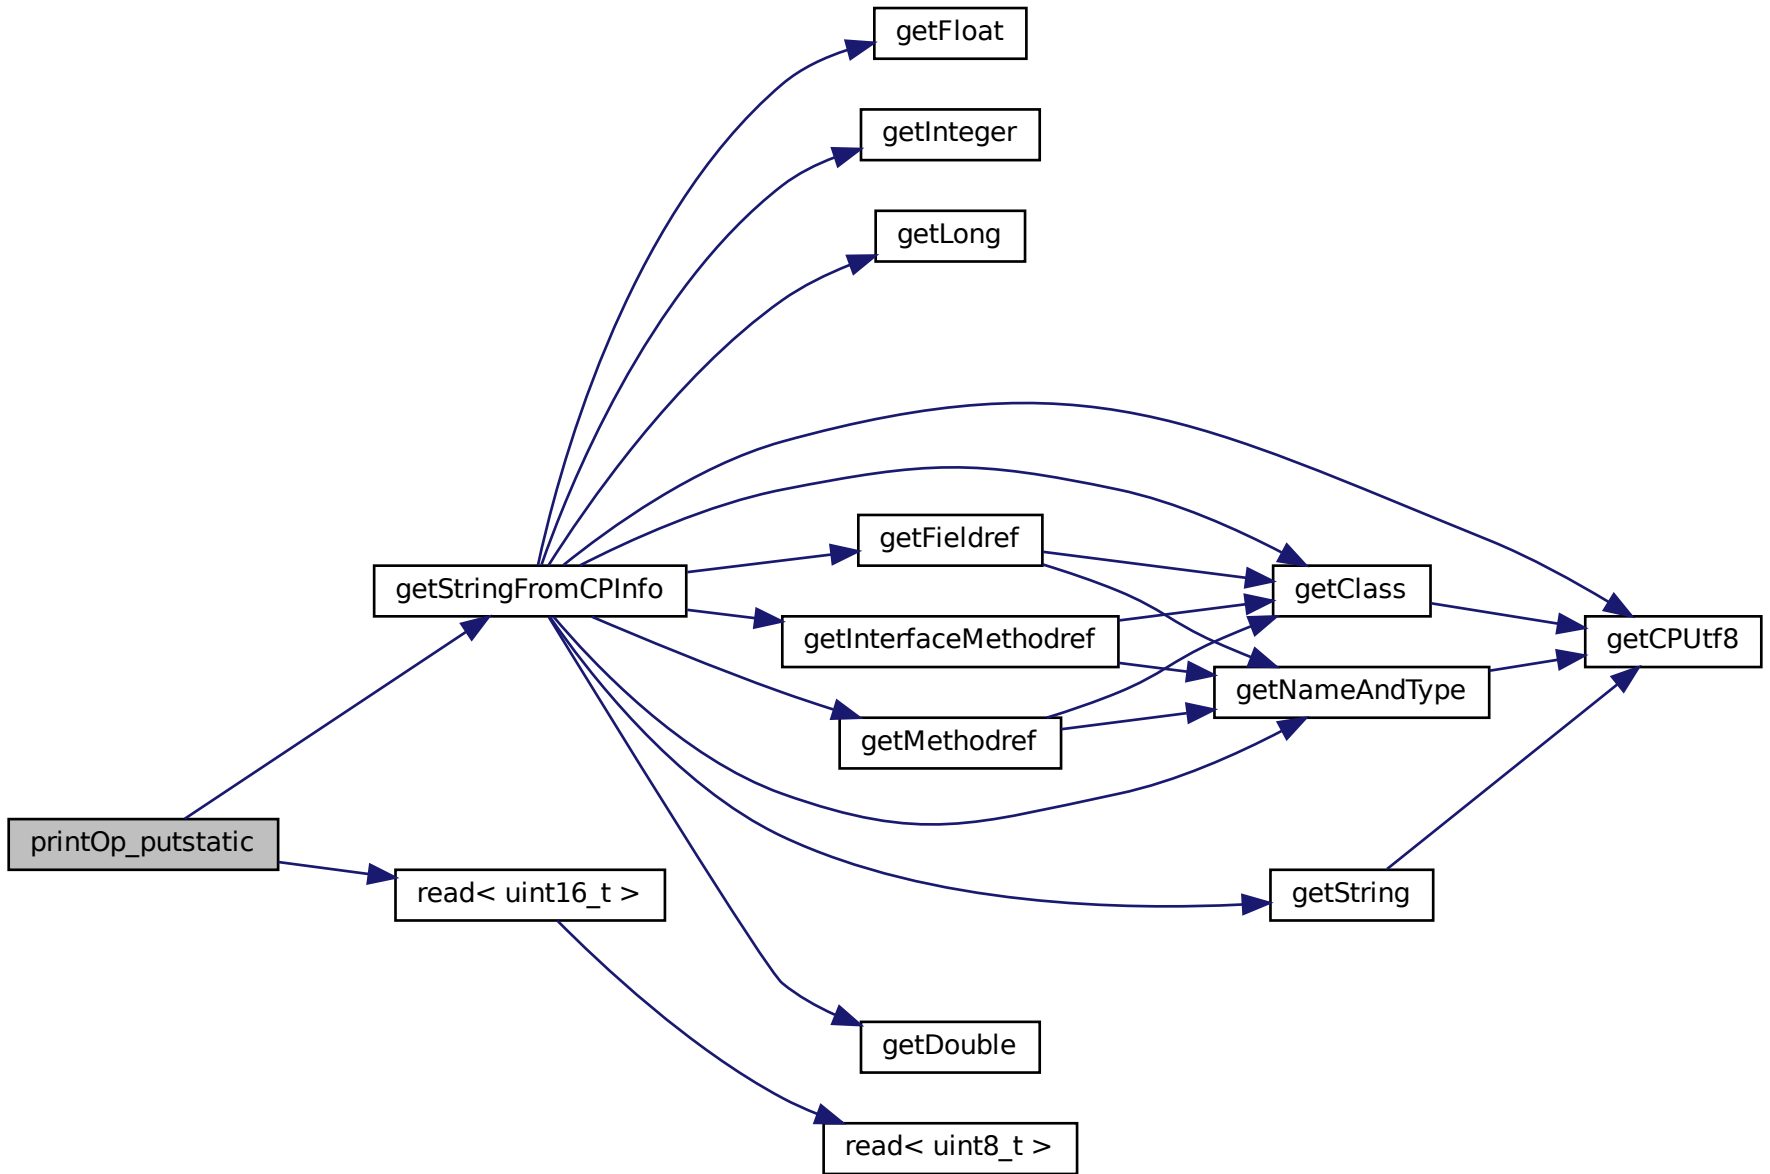 getFloat
getInteger
getLong
getFieldref
getStringFromCPInfo
getClass
getInterfaceMethodref
getCPUtf8
getNameAndType
getMethodref
printOp_putstatic
read< uint16_t >
getString
getDouble
read< uint8_t >